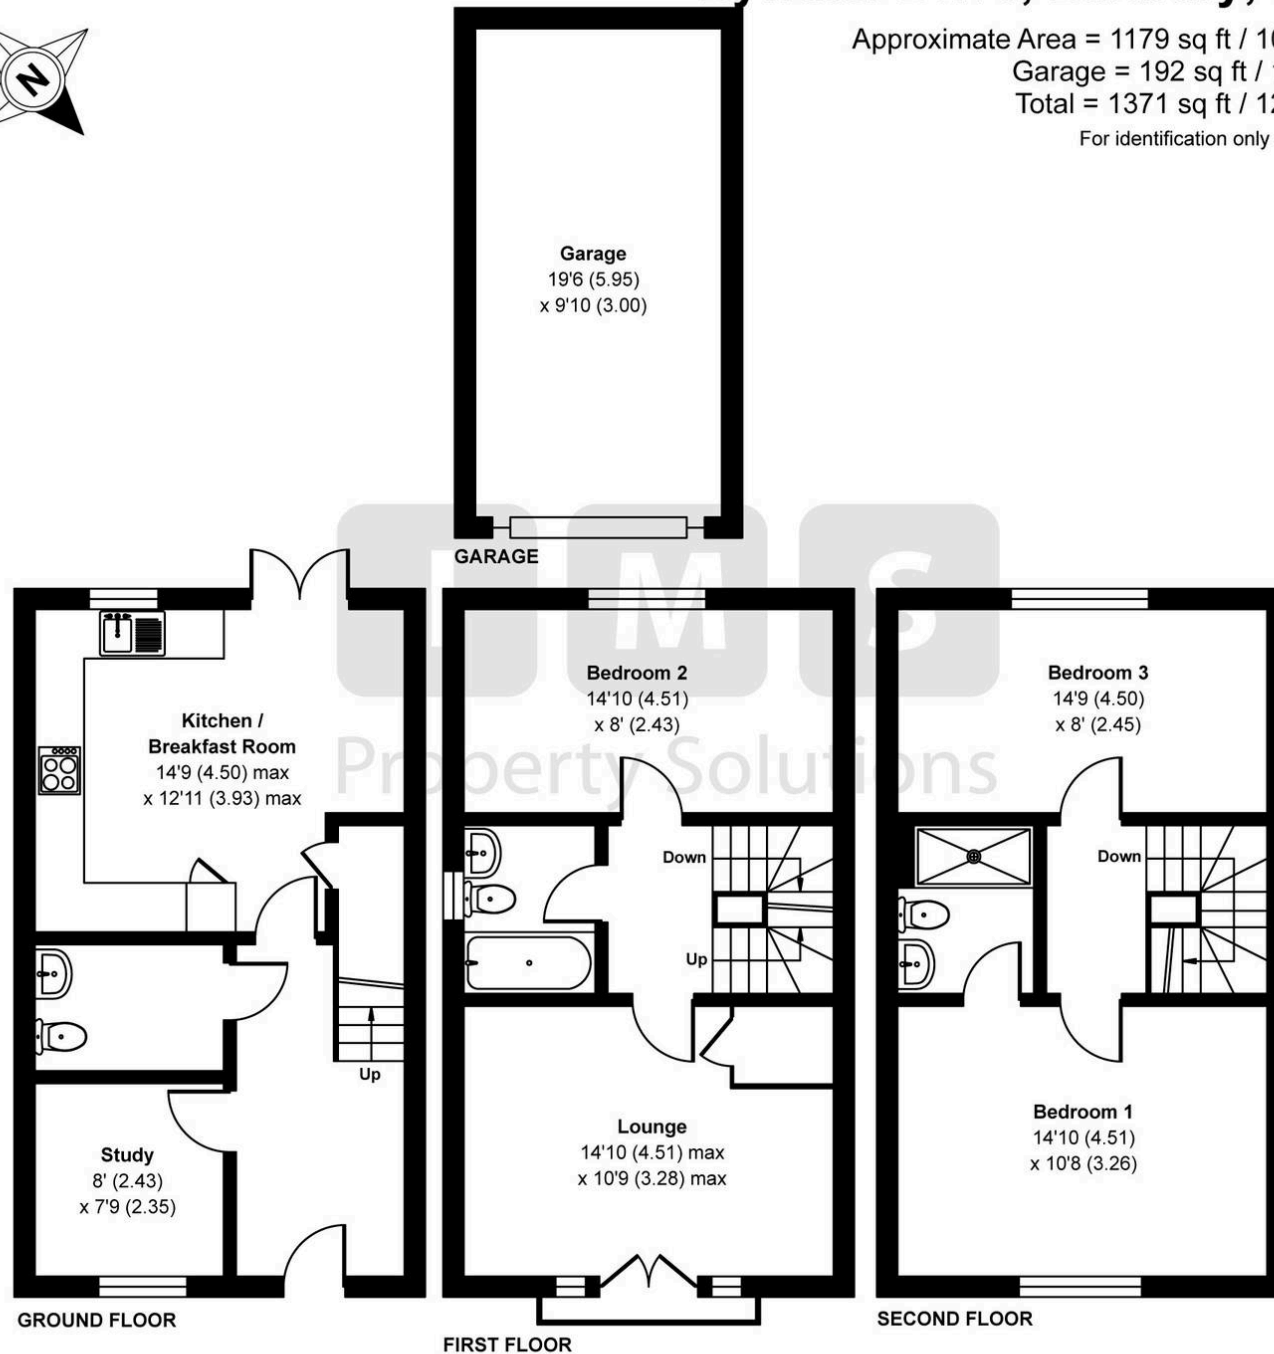 N
Approximate Area = 1179 sq ft /
Garage = 192 sq ft /
Total = 1371 sq ft /
For identification only
Garage
19'6 (5.95)
x 9'10 (3.00)
GARAGE
T M S
Property Solutions
Kitchen /
Breakfast Room
14'9 (4.50) max
x 12'11 (3.93) max
Up
Study
8' (2.43)
x 7'9 (2.35)
GROUND FLOOR
Bedroom 2
14'10 (4.51)
x 8' (2.43)
Down
Up
Lounge
14'10 (4.51) max
x 10'9 (3.28) max
FIRST FLOOR
Bedroom 3
14'9 (4.50)
x 8' (2.45)
Down
Bedroom 1
14'10 (4.51)
x 10'8 (3.26)
SECOND FLOOR